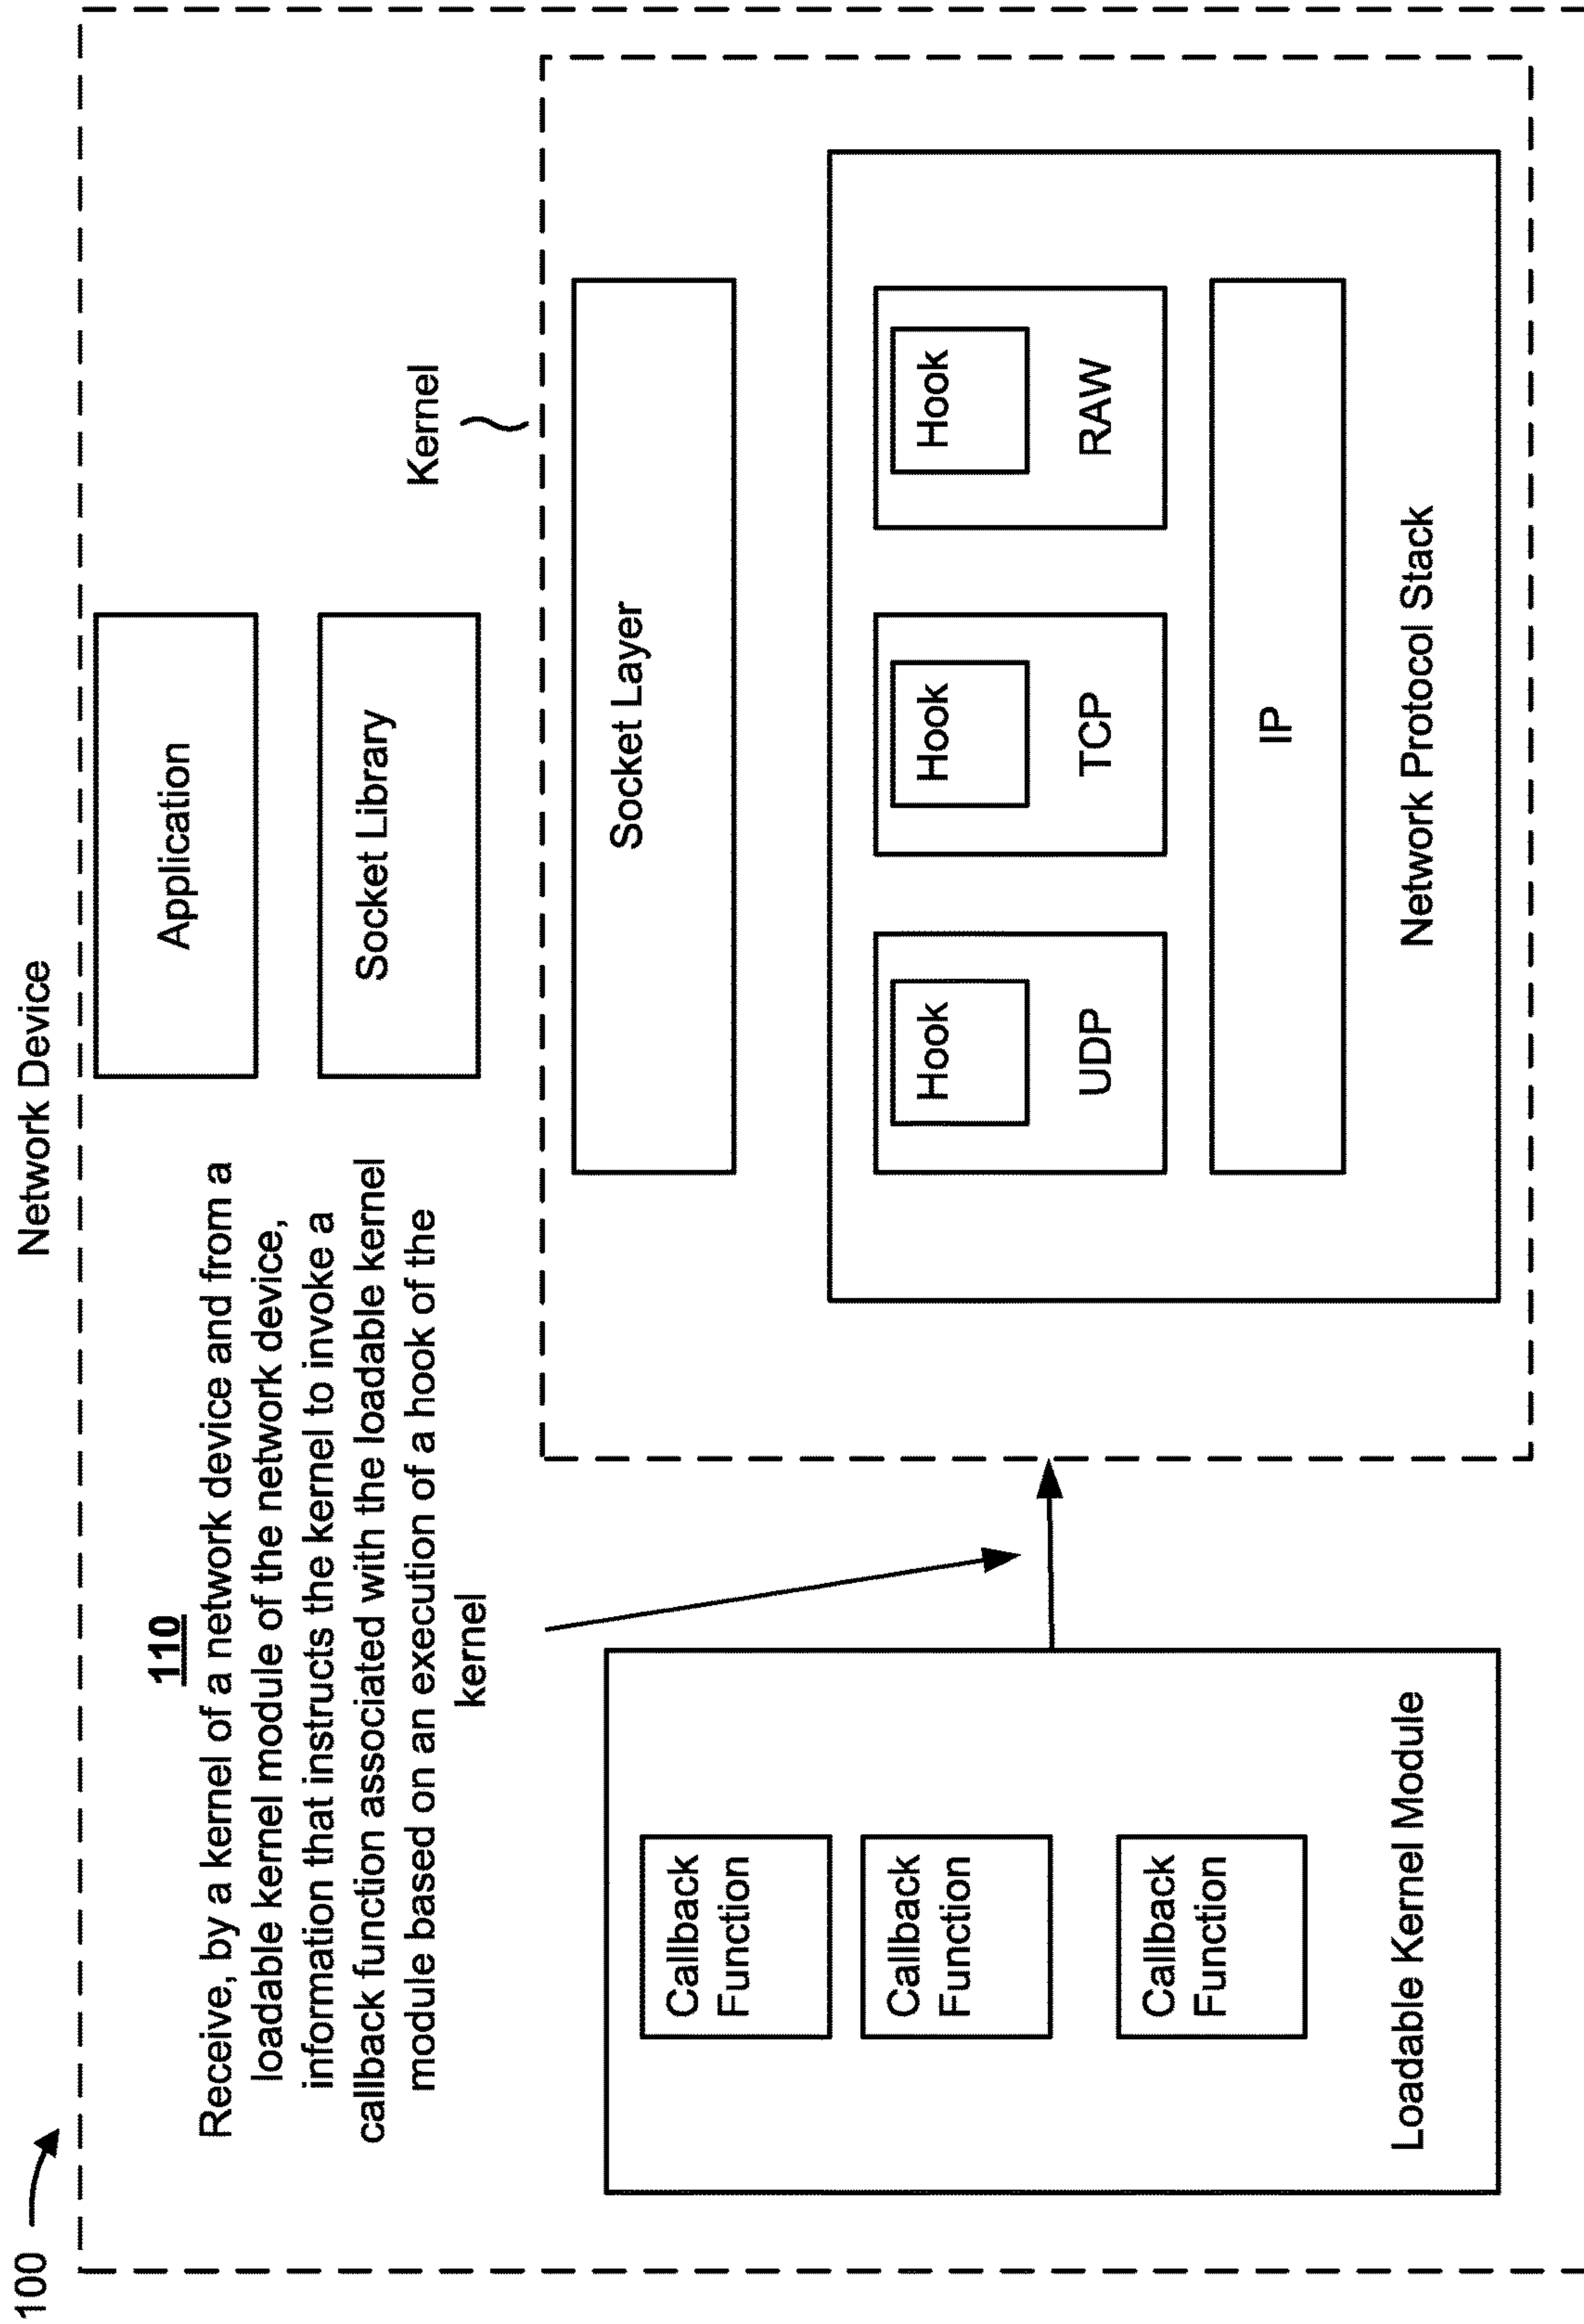 100
Network Device
110
Receive, by a kernel of a network device and from a
loadable kernel module of the network device,
information that instructs the kernel to invoke a
callback function associated with the loadable kernel
module based on an execution of a hook of the
kernel
Application
Socket Library
Kernel
Socket Layer
Hook
UDP
Hook
TCP
Hook
RAW
IP
Network Protocol Stack
Callback
Function
Callback
Function
Callback
Function
Loadable Kernel Module